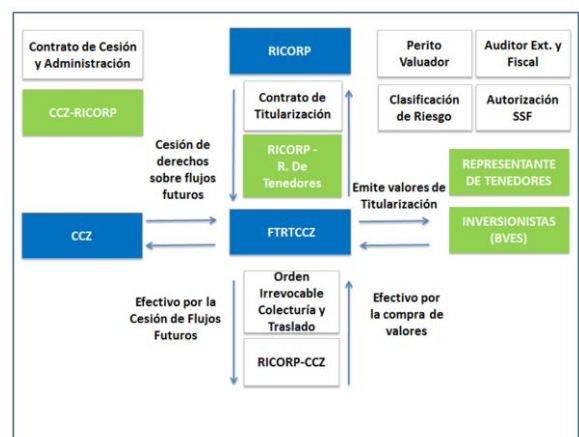 Contrato de Cesión
y Administración
RICORP
Perito
Valuador
Auditor Ext. y
Fiscal
CCZ-RICORP
Contrato de
Titularización
Clasificación
de Riesgo
Autorización
SSF
Cesión de
derechos
sobre flujos
futuros
RICORP -
R. De
Tenedores
Emite valores de
Titularización
REPRESENTANTE
DE TENEDORES
CCZ
FTRTCCZ
INVERSIONISTAS
(BVES)
Efectivo por la
Cesión de Flujos
Futuros
Orden
Irrevocable
Colecturía y
Traslado
Efectivo por
la compra de
valores
RICORP-CCZ